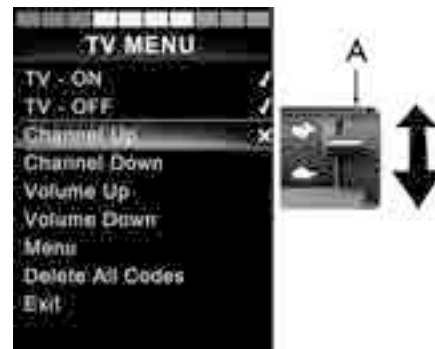 TV MENU
A
TV - ON
TV - OFF
Channel Up
Channel Down
Volume Up
Volume Down
Menu
Delete All Codes
Exit